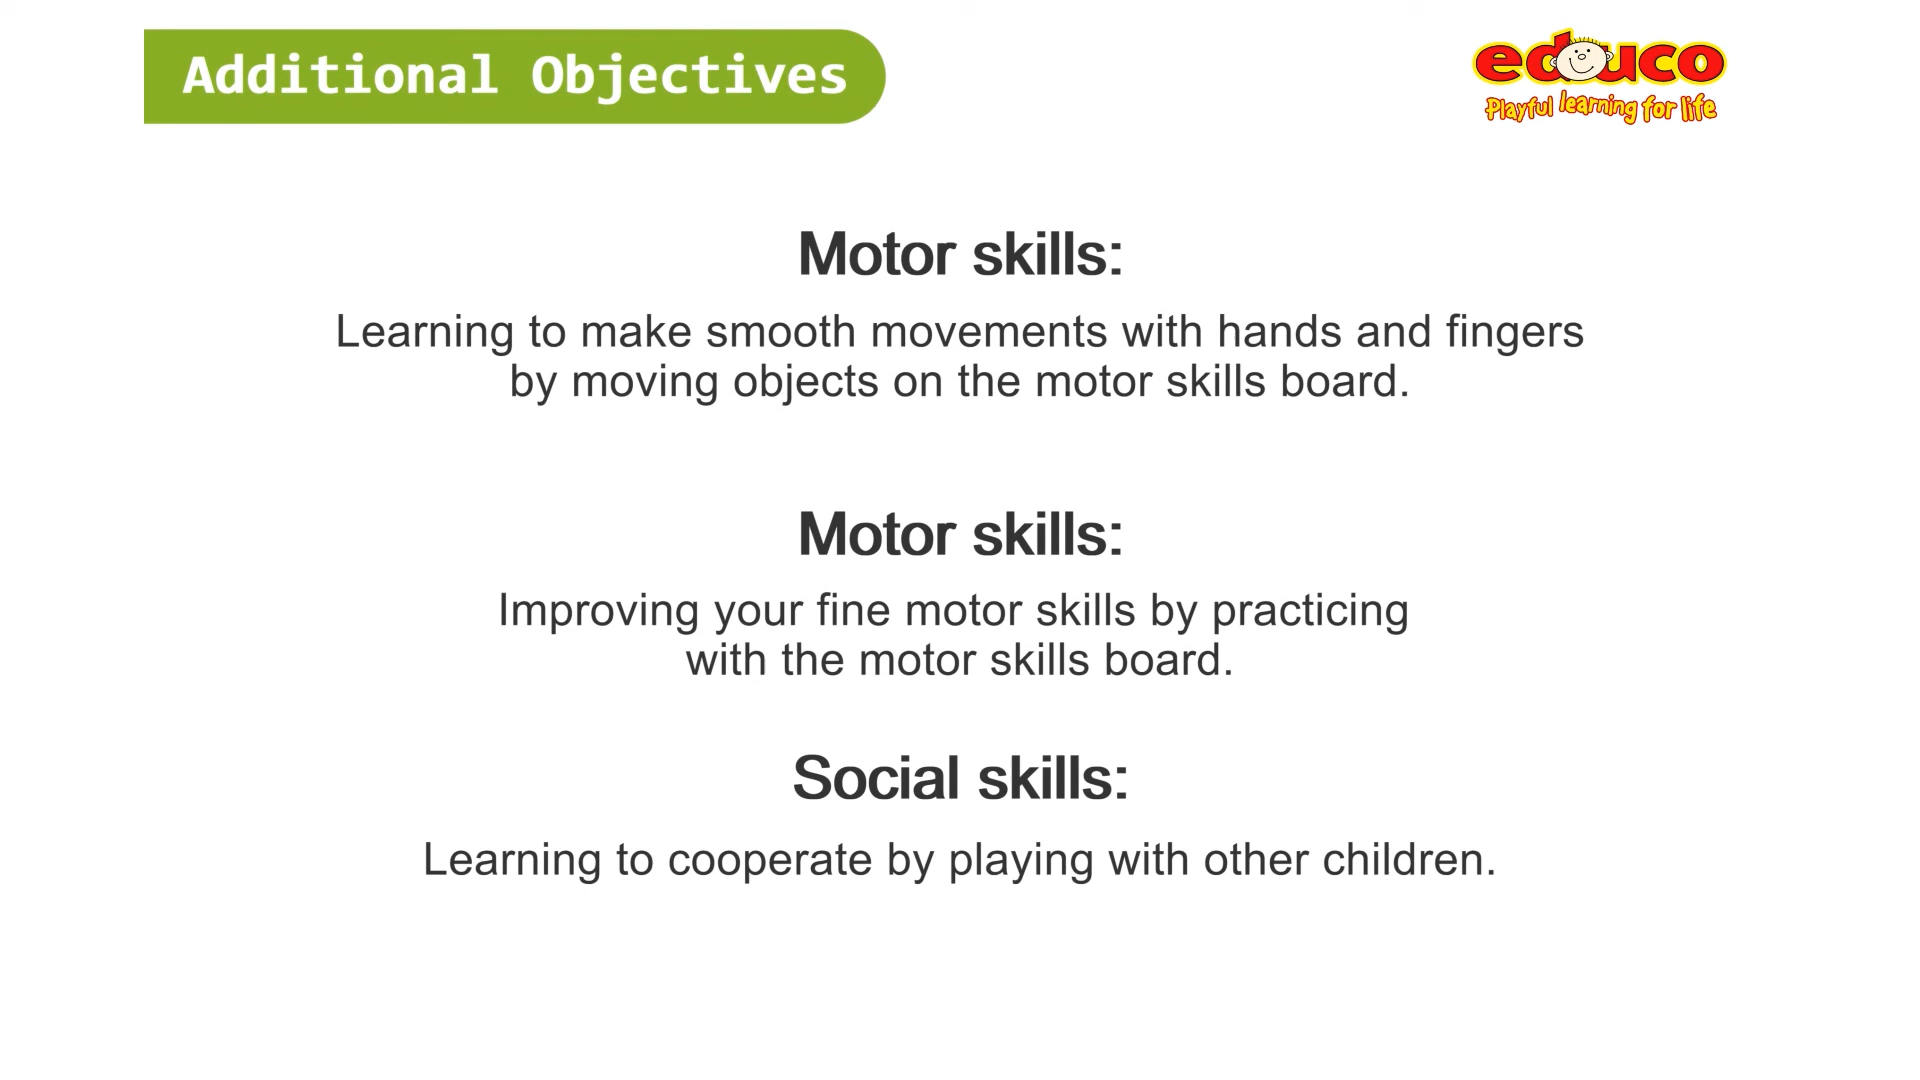 Additional Objectives
educo
Playful learning for life
Motor skills:
Learning to make smooth movements with hands and fingers
by moving objects on the motor skills board.
Motor skills:
Improving your fine motor skills by practicing
with the motor skills board.
Social skills:
Learning to cooperate by playing with other children.